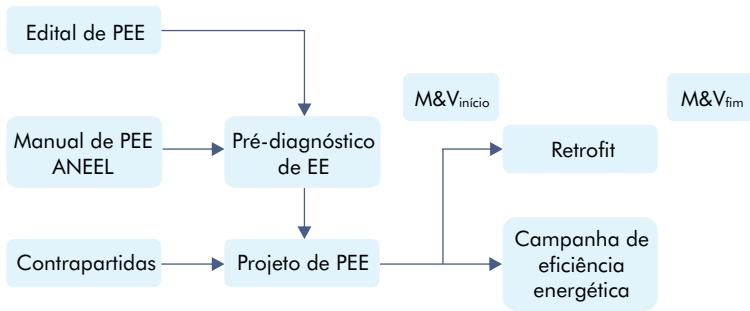 Edital de PEE
M&Vinício
M&Vfim
Manual de PEE
ANEEL
Pré-diagnóstico
de EE
Retrofit
Contrapartidas
Projeto de PEE
Campanha de
eficiência
energética